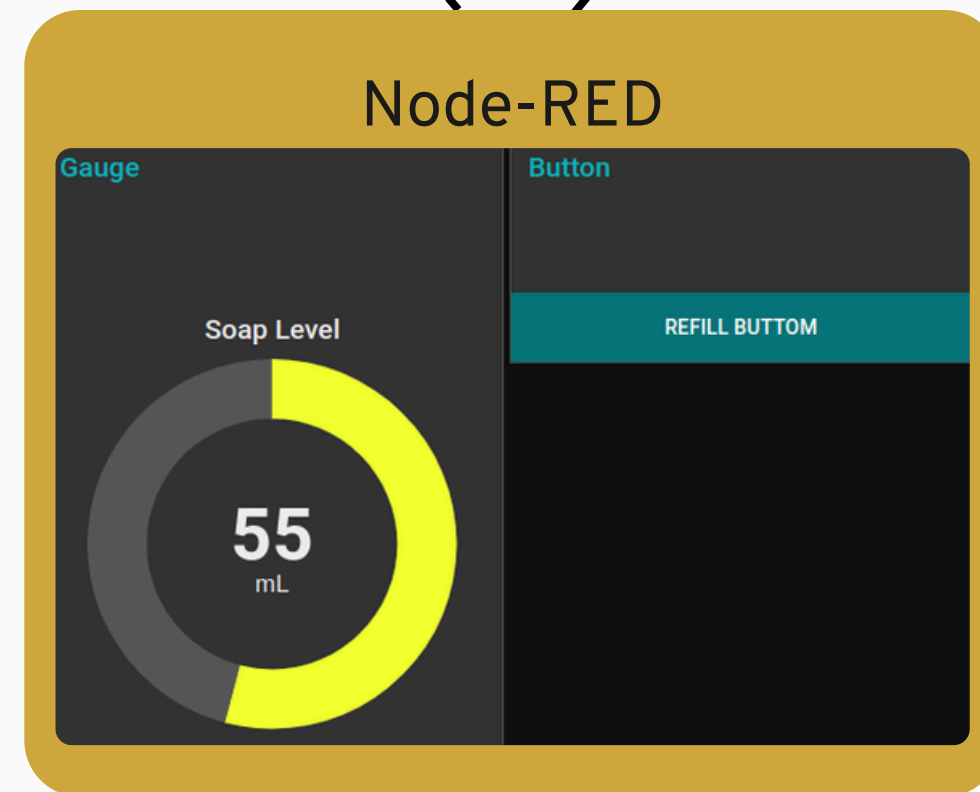 Node-RED
Gauge
Button
Soap Level
REFILL BUTTOM
55
mL